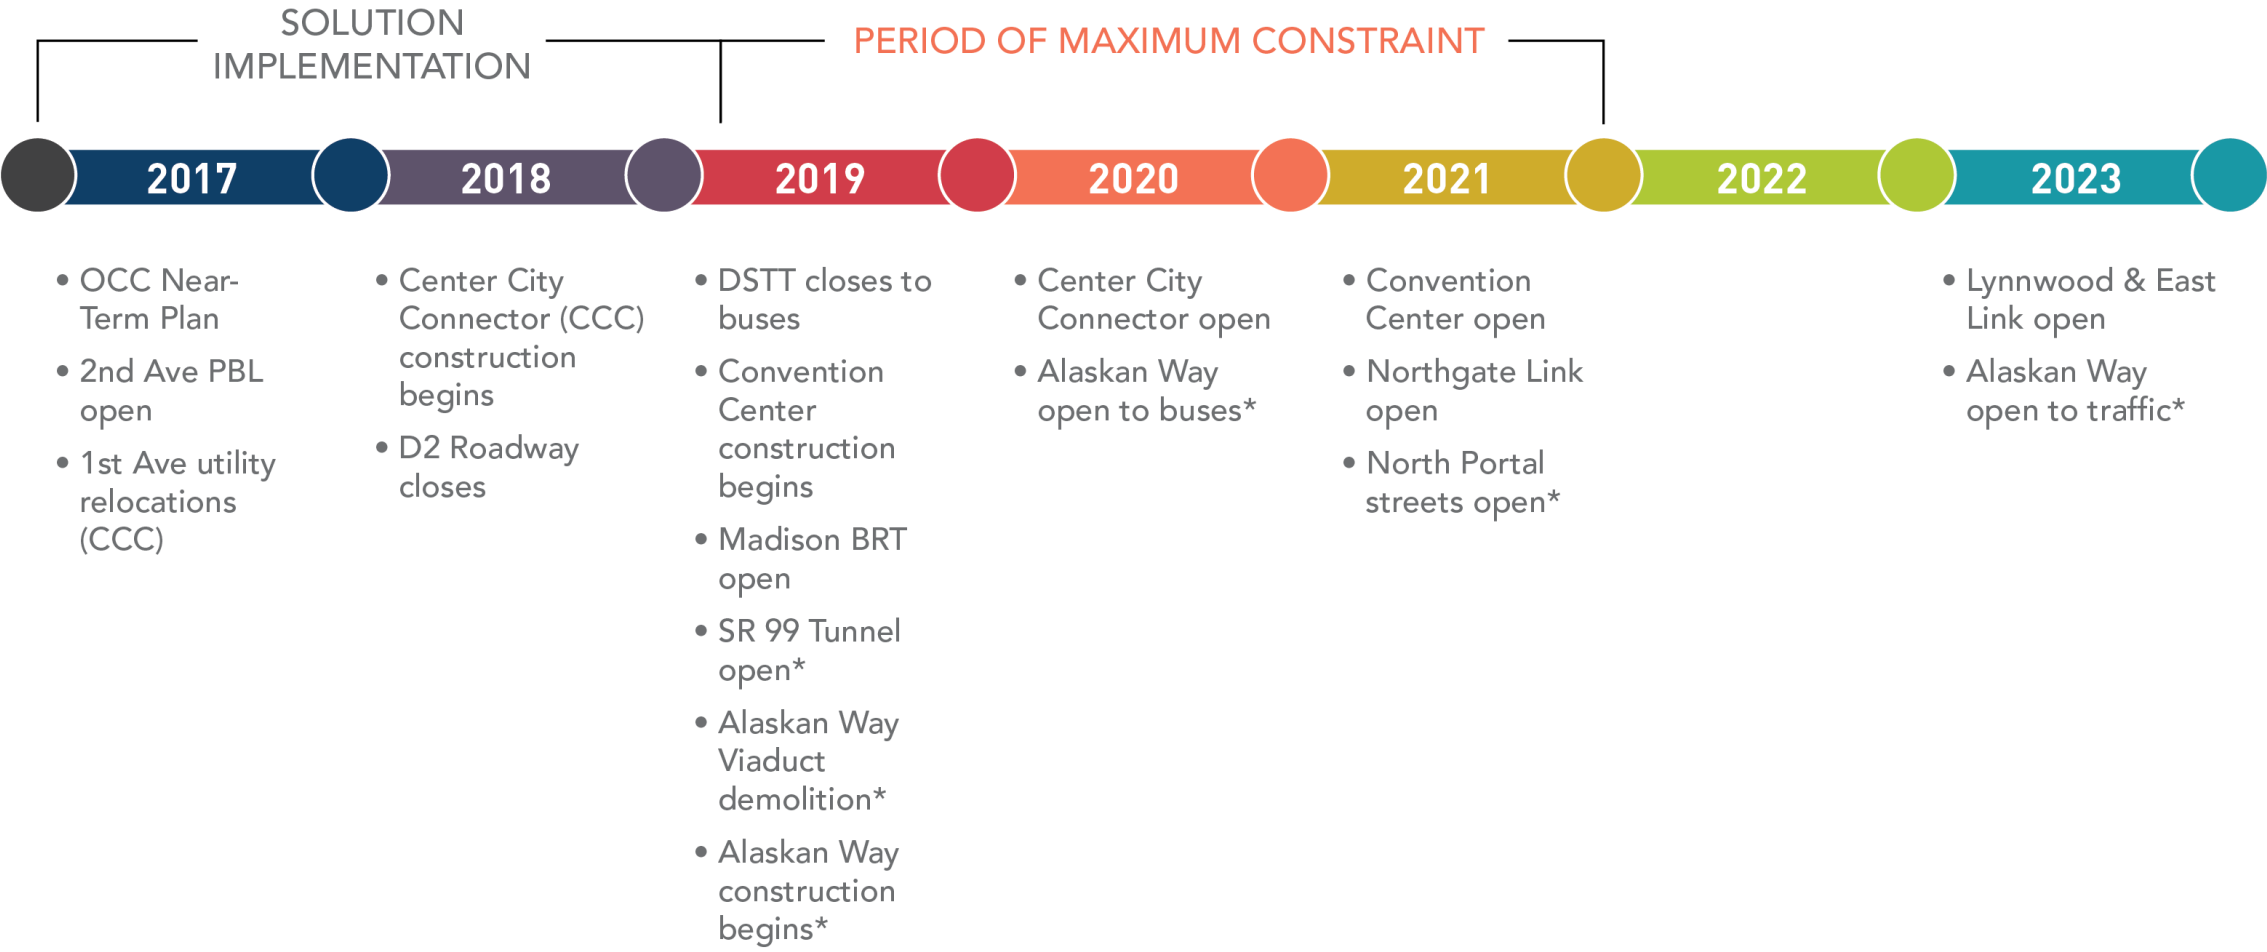 SOLUTION
IMPLEMENTATION
PERIOD OF MAXIMUM CONSTRAINT
2017
2018
2019
2020
2021
2022
2023
• OCC Near-
Term Plan
• 2nd Ave PBL
open
• 1st Ave utility
relocations
(CCC)
• Center City
Connector (CCC)
construction
begins
• D2 Roadway
closes
• DSTT closes to
buses
• Convention
Center
construction
begins
• Madison BRT
open
• SR 99 Tunnel
open*
• Alaskan Way
Viaduct
demolition*
• Alaskan Way
construction
begins*
• Center City
Connector open
• Alaskan Way
open to buses*
• Convention
Center open
• Northgate Link
open
• North Portal
streets open*
• Lynnwood & East
Link open
• Alaskan Way
open to traffic*